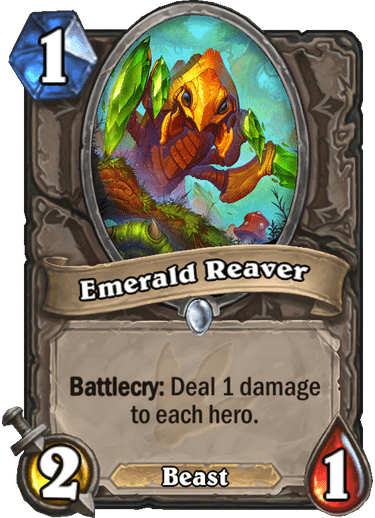 1
Emerald Reaver
Battlecry: Deal 1 damage
to each hero.
2
Beast
1